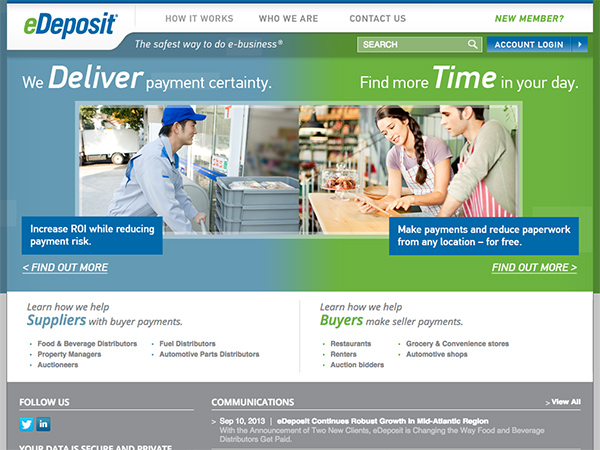 eDeposit
HOW IT WORKS WHO WE ARE CONTACT US NEW MEMBER?
The safest way to do e-business®
SEARCH
ACCOUNT LOGIN
We Deliver payment certainty.
Find more Time in your day.
Increase ROI while reducing
payment risk.
Make payments and reduce paperwork
from any location – for free.
< FIND OUT MORE
FIND OUT MORE >
Learn how we help
Suppliers with buyer payments.
• Food & Beverage Distributors
• Property Managers
• Auctioneers
• Fuel Distributors
• Automotive Parts Distributors
Learn how we help
Buyers make seller payments.
• Restaurants
• Renters
• Auction bidders
• Grocery & Convenience stores
• Automotive shops
FOLLOW US
in
YOUR DATA IS SECURE AND PRIVATE
COMMUNICATIONS
> View All
> Sep 10, 2013 | eDeposit Continues Robust Growth in Mid-Atlantic Region
With the Announcement of Two New Clients, eDeposit is Changing the Way Food and Beverage
Distributors Get Paid.